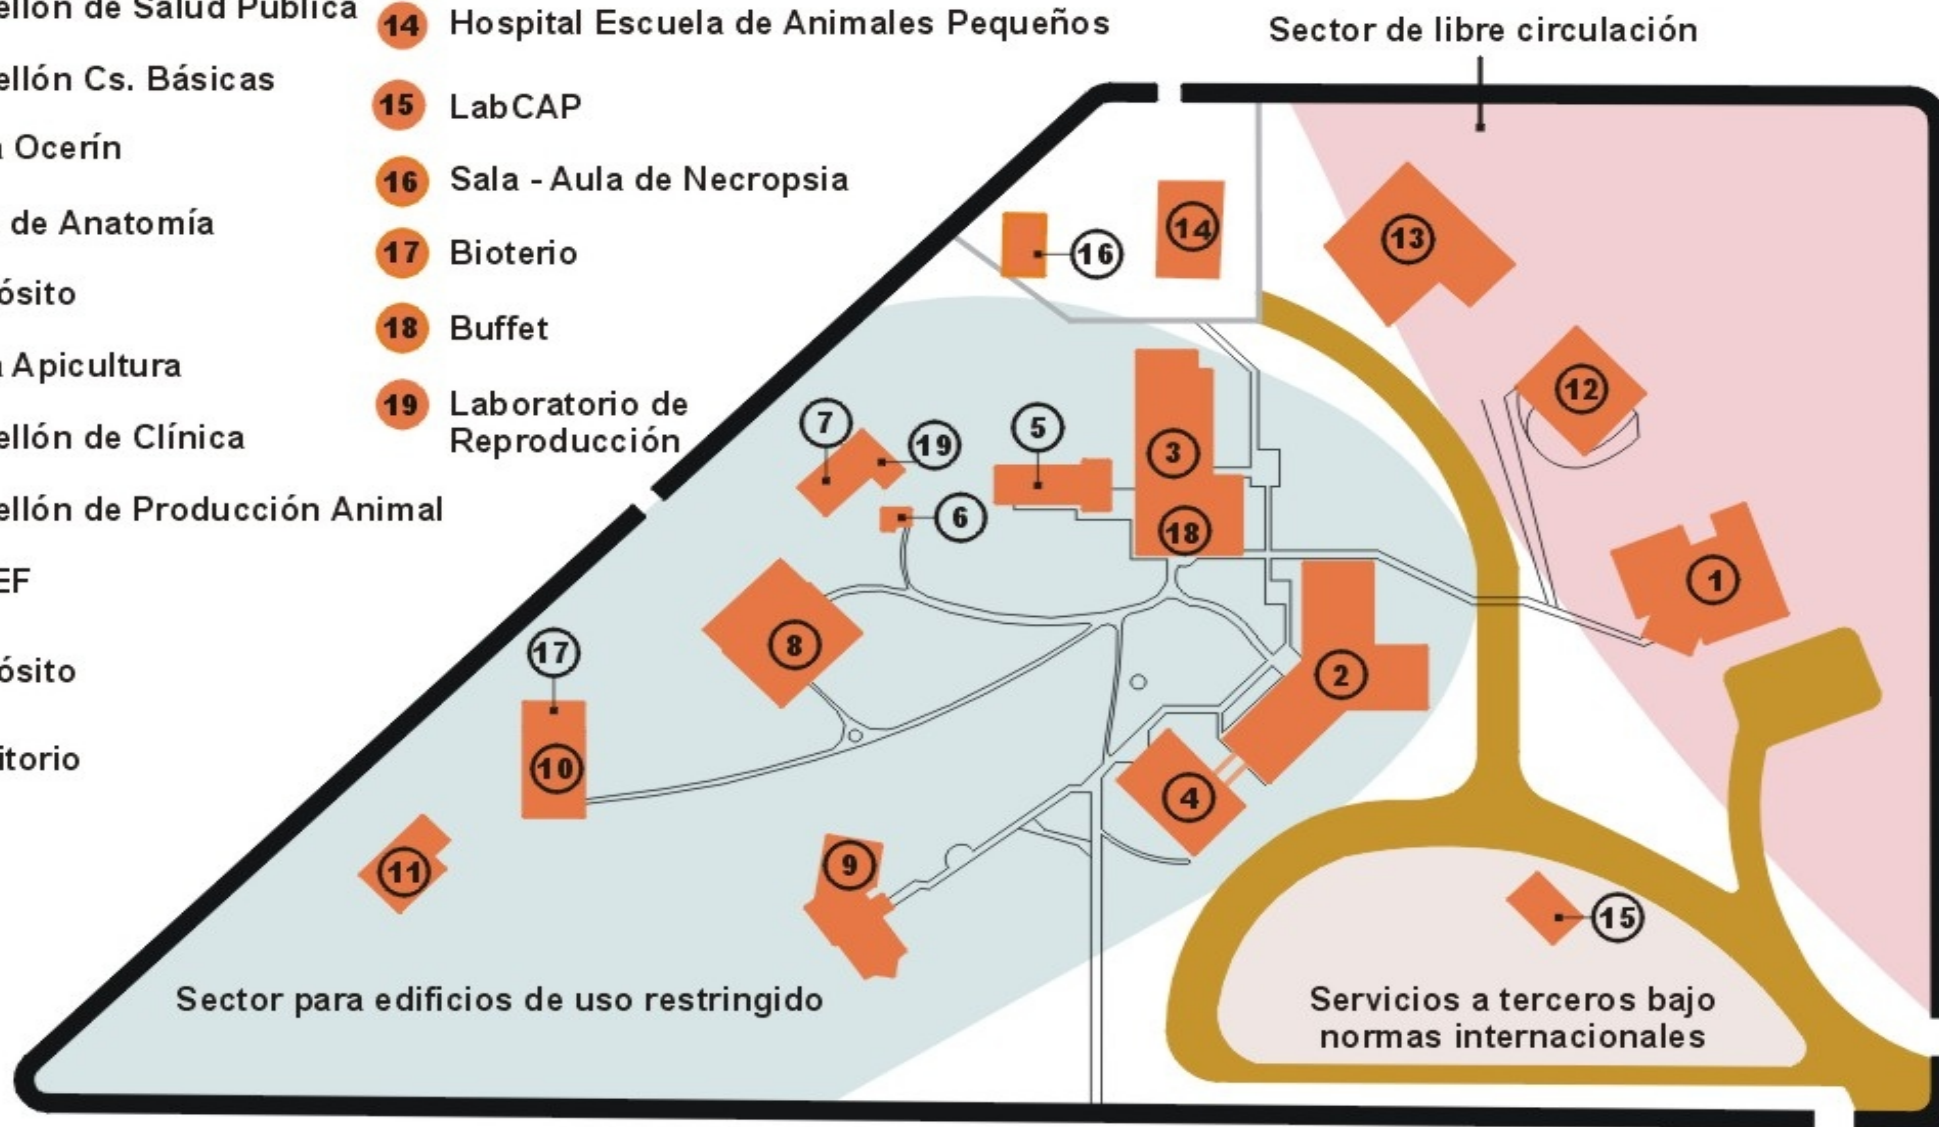 ellón de Salud Pública
ellón Cs. Básicas
a Ocerín
de Anatomía
ósito
a Apicultura
ellón de Clínica
ellón de Producción Animal
EF
ósito
itorio
14 Hospital Escuela de Animales Pequeños
15 LabCAP
16 Sala - Aula de Necropsia
17 Bioterio
18 Buffet
19 Laboratorio de
Reproducción
Sector de libre circulación
16
14
13
12
7
19
5
3
6
18
1
17
8
2
10
4
11
9
15
Sector para edificios de uso restringido
Servicios a terceros bajo
normas internacionales